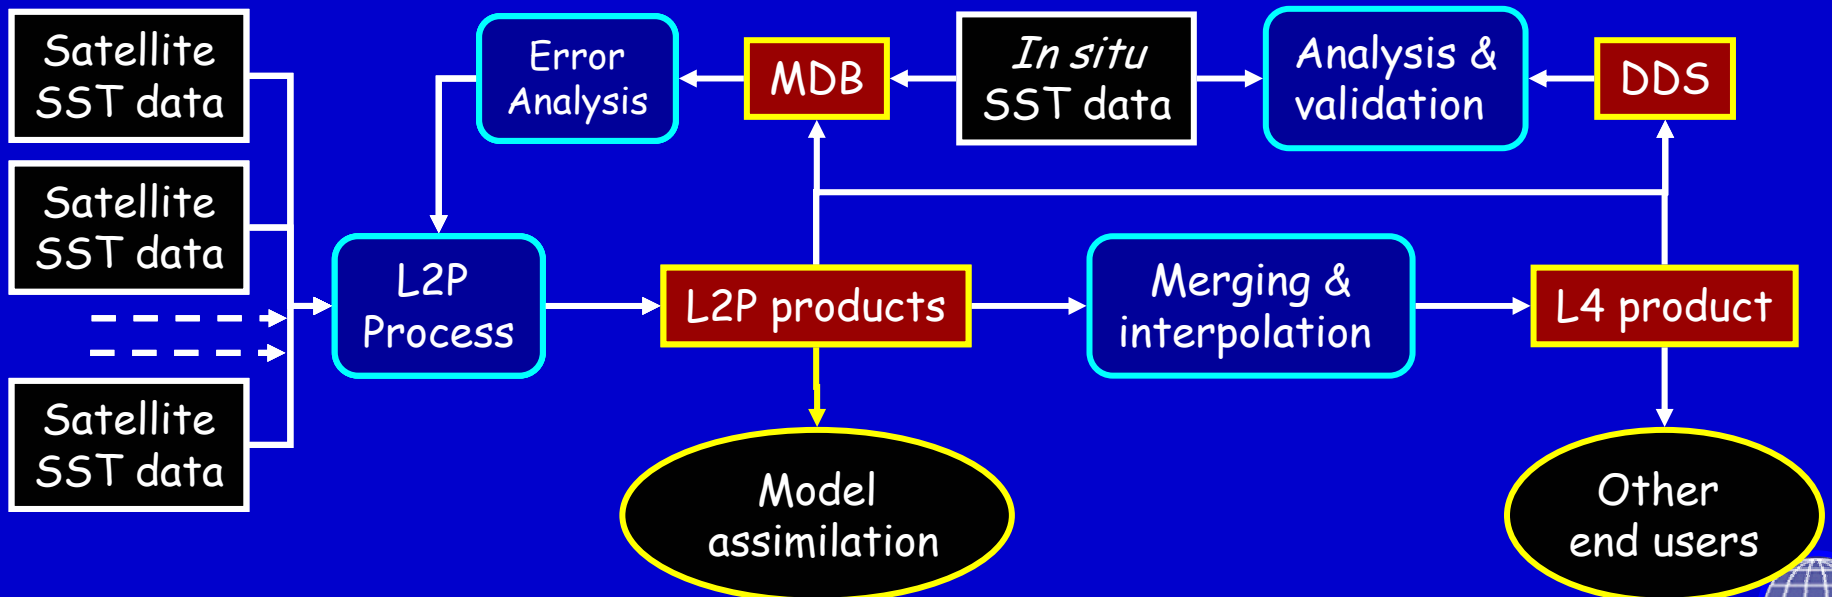 Satellite
SST data
Error
Analysis
MDB
In situ
SST data
Analysis &
validation
DDS
Satellite
SST data
L2P
Process
L2P products
Merging &
interpolation
L4 product
Satellite
SST data
Model
assimilation
Other
end users